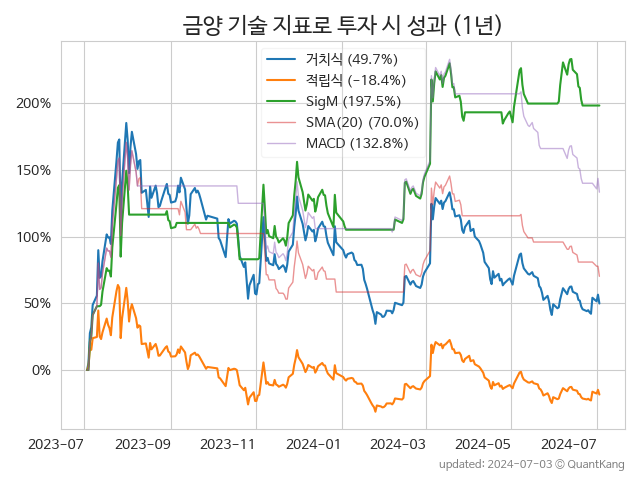 금양 기술 지표로 투자 시 성과 (1년)
거치식 (49.7%)
적립식 (−18.4%)
SigM (197.5%)
SMA(20) (70.0%)
MACD (132.8%)
200%
150%
100%
50%
0%
2023-07 2023-09 2023-11 2024-01 2024-03 2024-05 2024-07
updated: 2024-07-03 ⓒ QuantKang